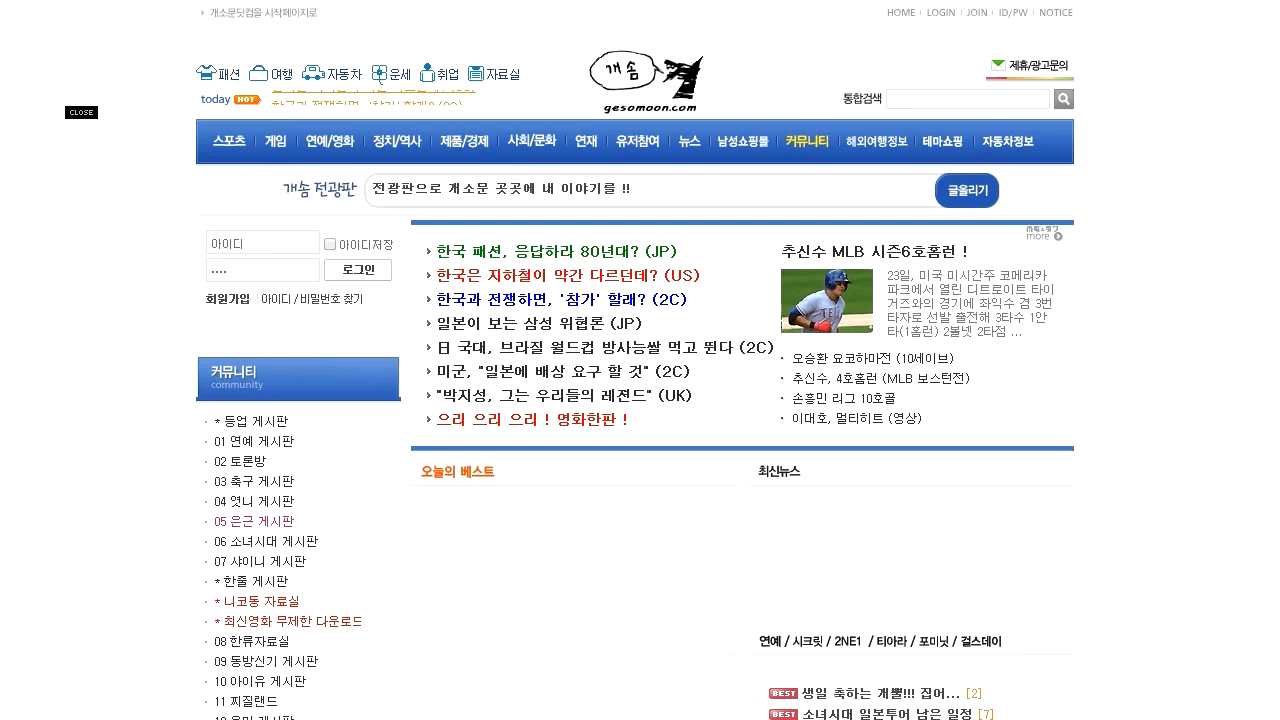 개소문닷컴을 시작페이지로
HOME LOGIN JOIN ID/PW NOTICE
개솜
gesomoon.com
패션 여행 자동차 운세 취업 자료실
제휴/광고문의
today HOT
통합검색
CLOSE
스포츠 게임 연예/영화 정치/역사 제품/경제 사회/문화 연재 유저참여 뉴스 남성쇼핑몰 커뮤니티 해외여행정보 테마쇼핑 자동차정보
개솜 전광판 전광판으로 개소문 곳곳에 내 이야기를 !! 글올리기
아이디 아이디저장
···· 로그인
회원가입 아이디 / 비밀번호 찾기
커뮤니티
community
* 등업 게시판
01 연예 게시판
02 토론방
03 축구 게시판
04 엿니 게시판
05 은근 게시판
06 소녀시대 게시판
07 샤이니 게시판
* 한줄 게시판
* 니코동 자료실
* 최신영화 무제한 다운로드
08 한류자료실
09 동방신기 게시판
10 아이유 게시판
11 찌질랜드
한국 패션, 응답하라 80년대? (JP)
한국은 지하철이 약간 다르던데? (US)
한국과 전쟁하면, '참가' 할래? (2C)
일본이 보는 삼성 위협론 (JP)
日 국대, 브라질 월드컵 방사능쌀 먹고 뛴다 (2C)
미군, "일본에 배상 요구 할 것" (2C)
"박지성, 그는 우리들의 레젼드" (UK)
으리 으리 으리 ! 영화한판 !
more
추신수 MLB 시즌6호홈런 !
23일, 미국 미시간주 코메리카
파크에서 열린 디트로이트 타이
거즈와의 경기에 좌익수 겸 3번
타자로 선발 출전해 3타수 1안
타(1홈런) 2볼넷 2타점 ...
오승환 요코하마전 (10세이브)
추신수, 4호홈런 (MLB 보스턴전)
손흥민 리그 10호골
이대호, 멀티히트 (영상)
오늘의 베스트
최신뉴스
연예 / 시크릿 / 2NE1 / 티아라 / 포미닛 / 걸스데이
BEST 생일 축하는 개뿔!!! 집어... [2]
BEST 소녀시대 일본투어 남은 일정 [7]